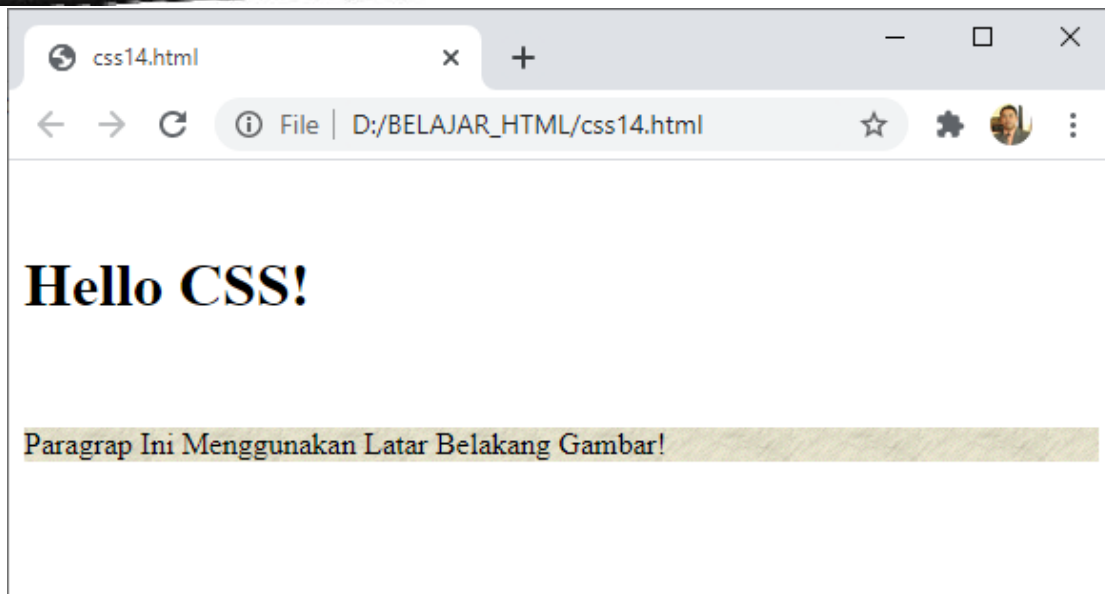 css14.html
File D:/BELAJAR_HTML/css14.html
Hello CSS!
Paragrap Ini Menggunakan Latar Belakang Gambar!